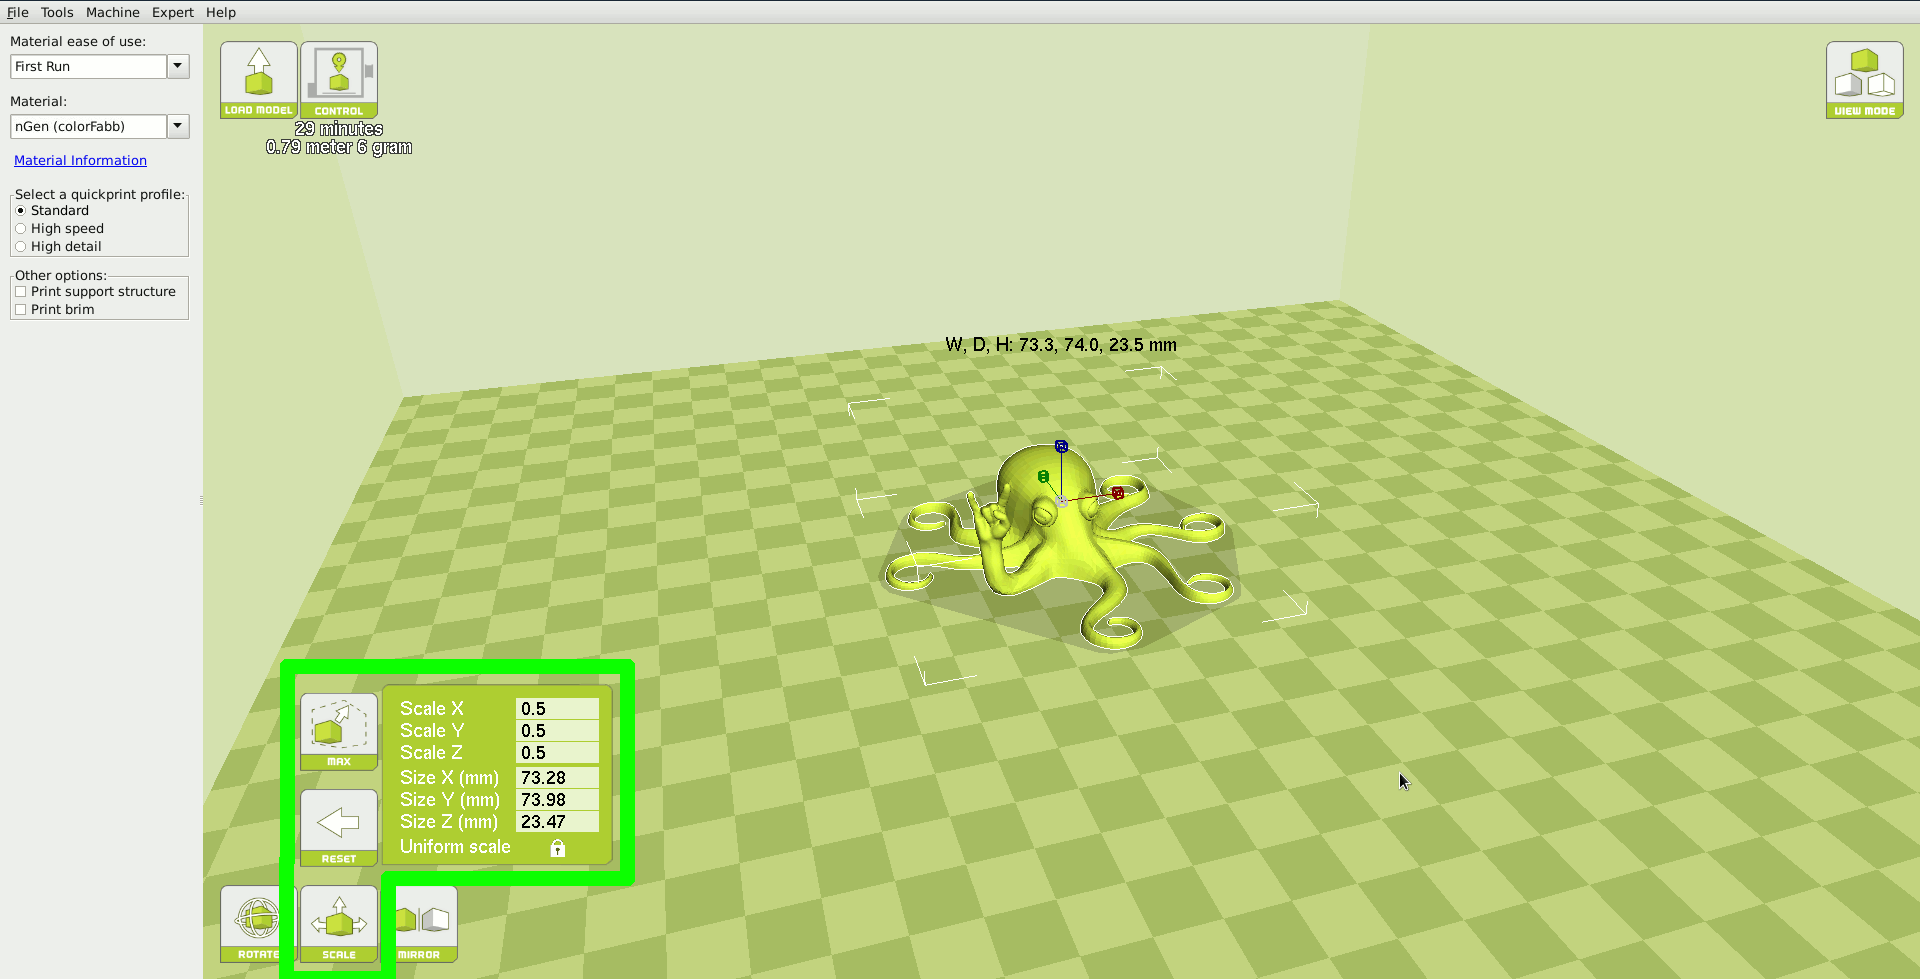 File Tools Machine Expert Help
Material ease of use:
First Run
Material:
nGen (colorFabb)
Material Information
Select a quickprint profile:
Standard
High speed
High detail
Other options:
Print support structure
Print brim
LOAD MODEL
CONTROL
29 minutes
0.79 meter 6 gram
VIEW MODE
W, D, H: 73.3, 74.0, 23.5 mm
MAX
RESET
Scale X 0.5
Scale Y 0.5
Scale Z 0.5
Size X (mm) 73.28
Size Y (mm) 73.98
Size Z (mm) 23.47
Uniform scale
ROTATE
SCALE
MIRROR